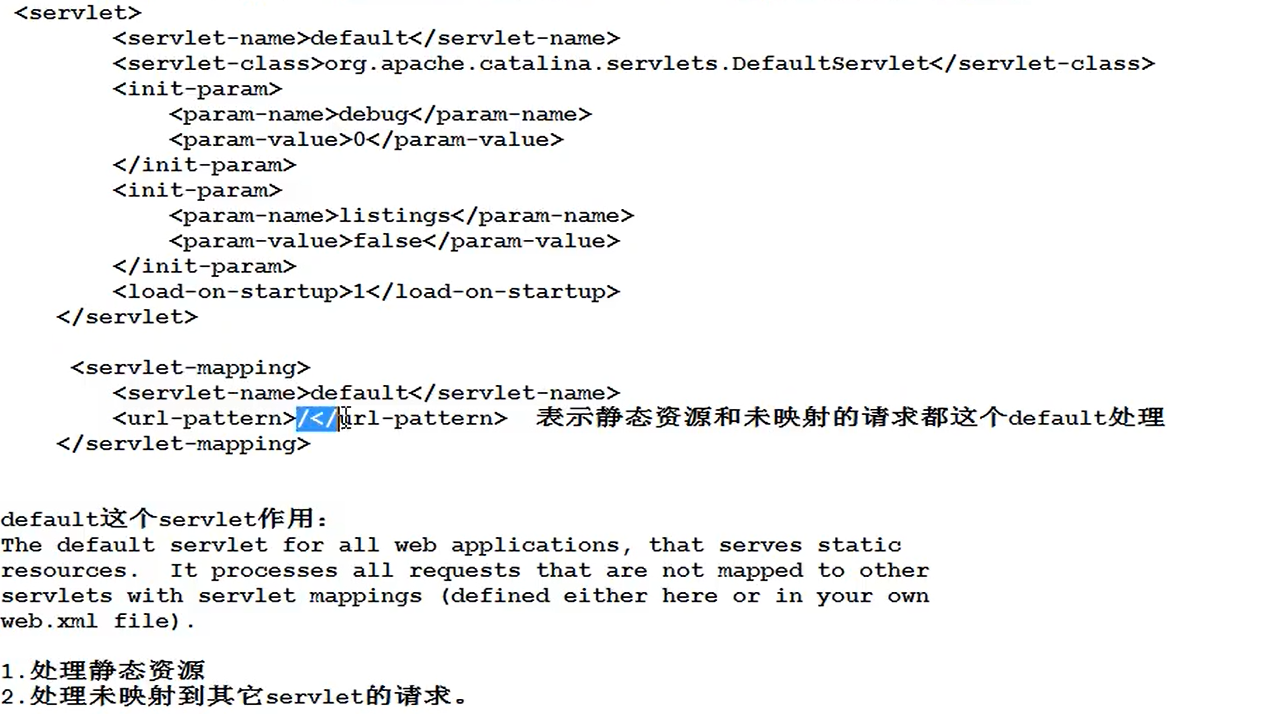 <servlet>
<servlet-name>default</servlet-name>
<servlet-class>org.apache.catalina.servlets.DefaultServlet</servlet-class>
<init-param>
<param-name>debug</param-name>
<param-value>0</param-value>
</init-param>
<init-param>
<param-name>listings</param-name>
<param-value>false</param-value>
</init-param>
<load-on-startup>1</load-on-startup>
</servlet>
<servlet-mapping>
<servlet-name>default</servlet-name>
<url-pattern>/</url-pattern> 表示静态资源和未映射的请求都这个default处理
</servlet-mapping>
default这个servlet作用：
The default servlet for all web applications, that serves static
resources. It processes all requests that are not mapped to other
servlets with servlet mappings (defined either here or in your own
web.xml file).
1.处理静态资源
2.处理未映射到其它servlet的请求。